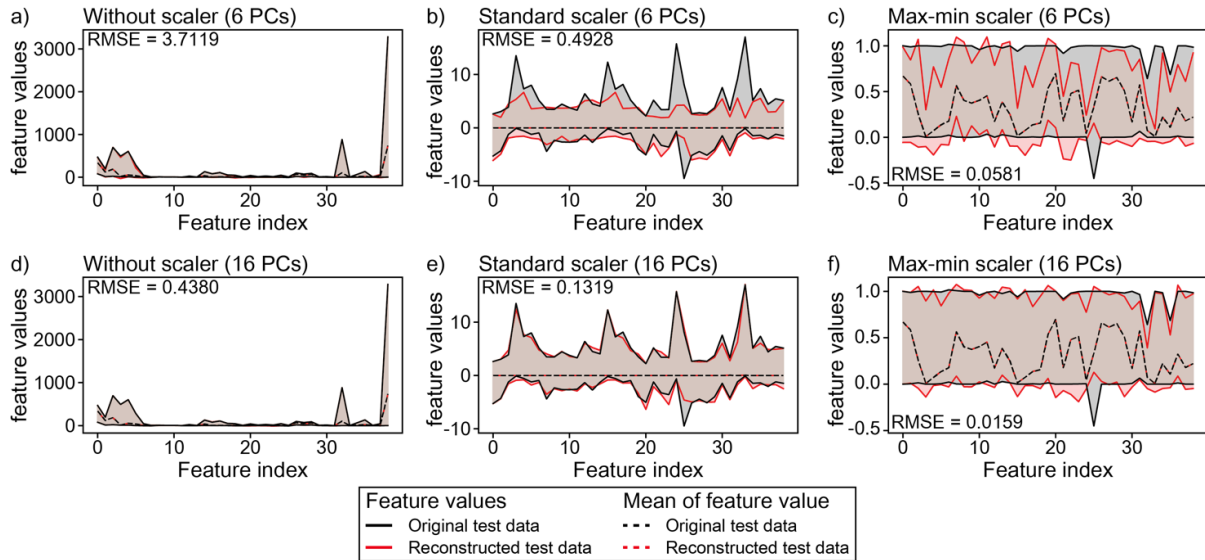 a) Without scaler (6 PCs)
RMSE = 3.7119
feature values
3000
2000
1000
0
0 10 20 30
Feature index
b) Standard scaler (6 PCs)
RMSE = 0.4928
feature values
10
0
-10
0 10 20 30
Feature index
c) Max-min scaler (6 PCs)
feature values
1.0
0.5
0.0
-0.5
RMSE = 0.0581
0 10 20 30
Feature index
d) Without scaler (16 PCs)
RMSE = 0.4380
feature values
3000
2000
1000
0
0 10 20 30
Feature index
e) Standard scaler (16 PCs)
RMSE = 0.1319
feature values
10
0
-10
0 10 20 30
Feature index
f) Max-min scaler (16 PCs)
feature values
1.0
0.5
0.0
-0.5
RMSE = 0.0159
0 10 20 30
Feature index
Feature values
Original test data
Reconstructed test data
Mean of feature value
Original test data
Reconstructed test data